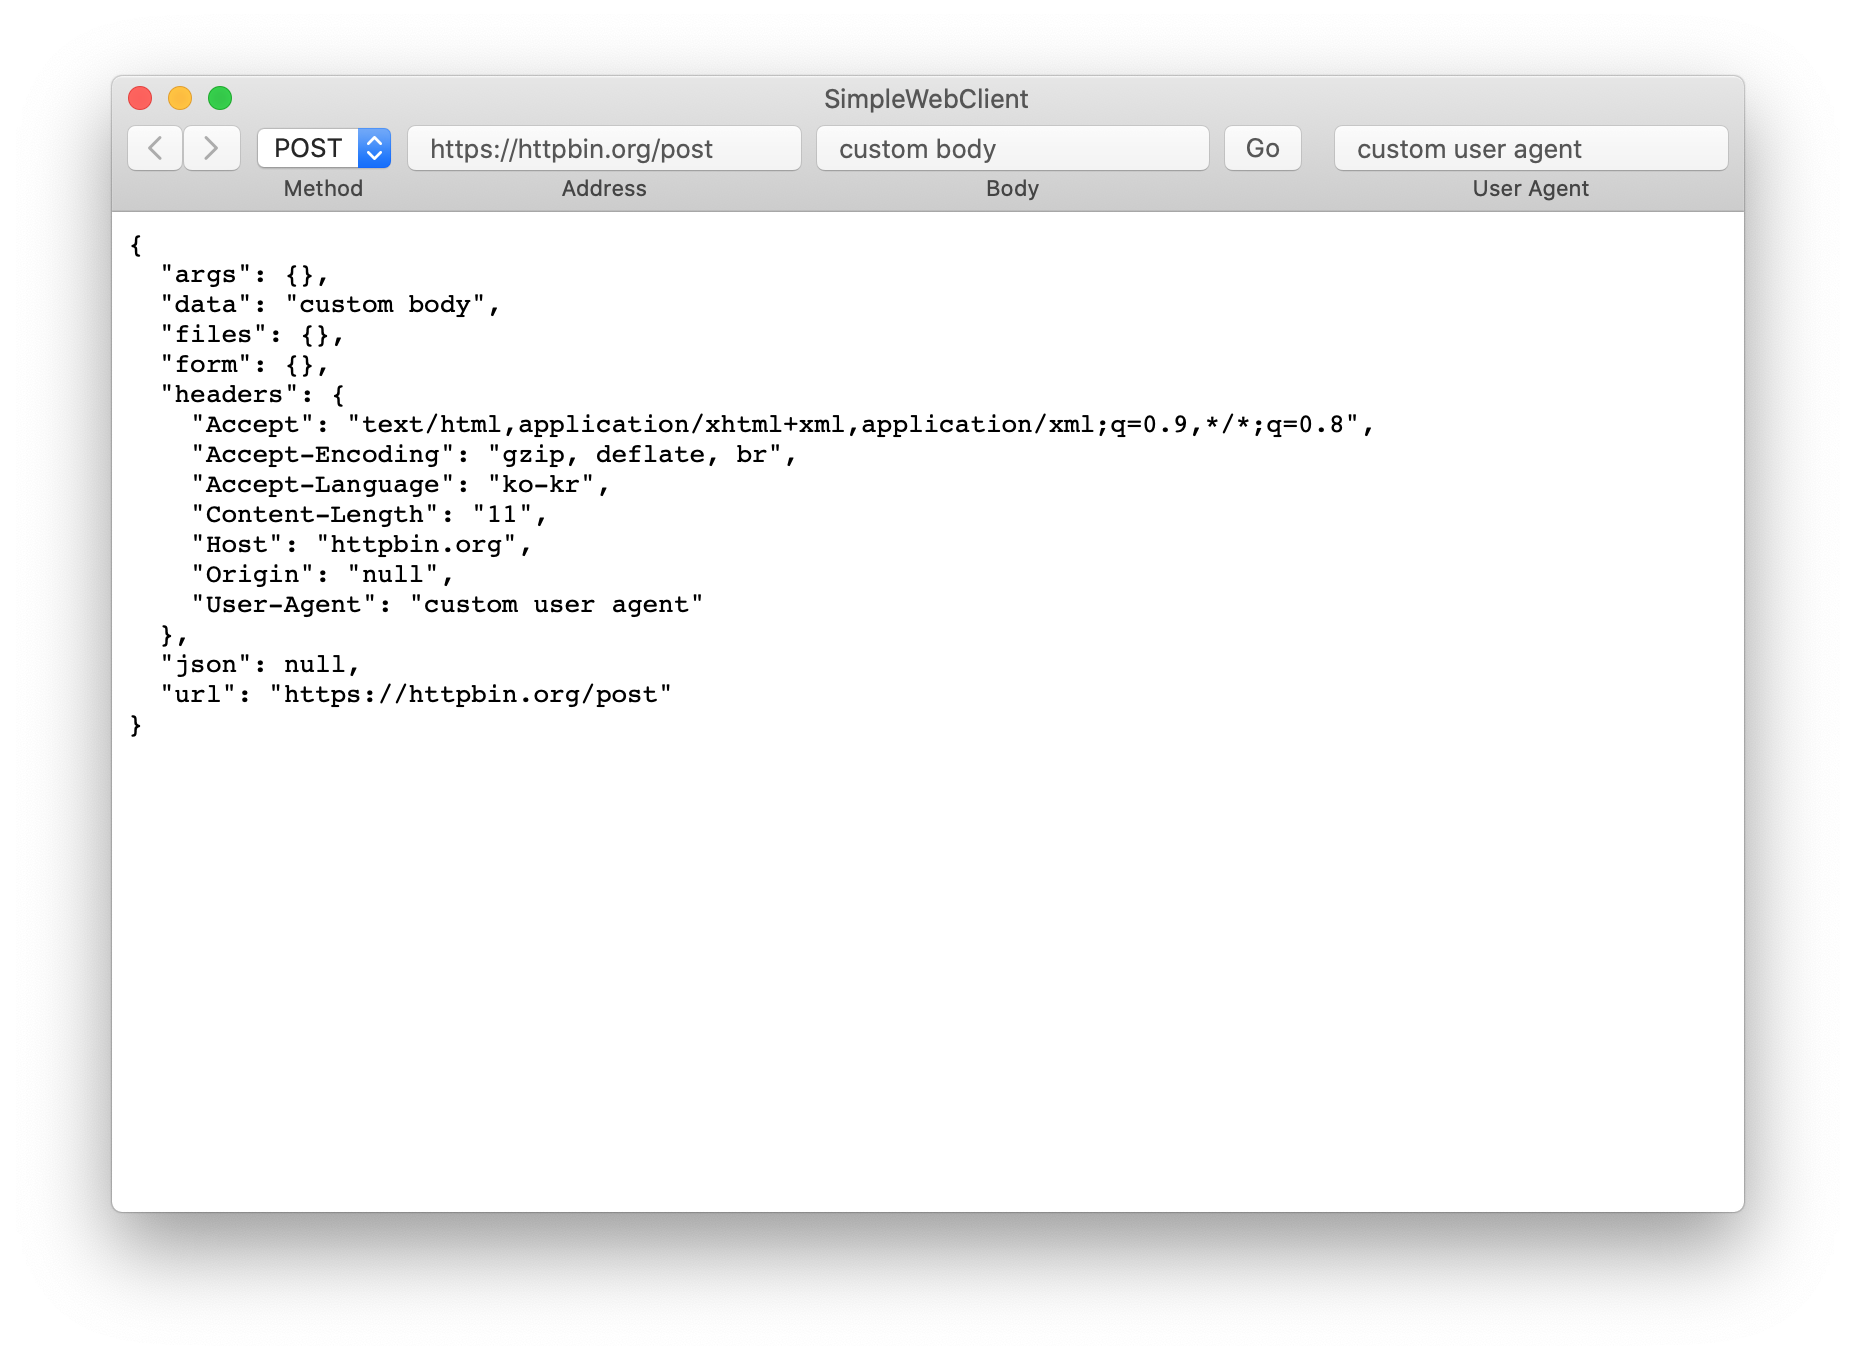 SimpleWebClient
POST https://httpbin.org/post custom body Go custom user agent
Method Address Body User Agent
{
  "args": {},
  "data": "custom body",
  "files": {},
  "form": {},
  "headers": {
    "Accept": "text/html,application/xhtml+xml,application/xml;q=0.9,*/*;q=0.8",
    "Accept-Encoding": "gzip, deflate, br",
    "Accept-Language": "ko-kr",
    "Content-Length": "11",
    "Host": "httpbin.org",
    "Origin": "null",
    "User-Agent": "custom user agent"
  },
  "json": null,
  "url": "https://httpbin.org/post"
}